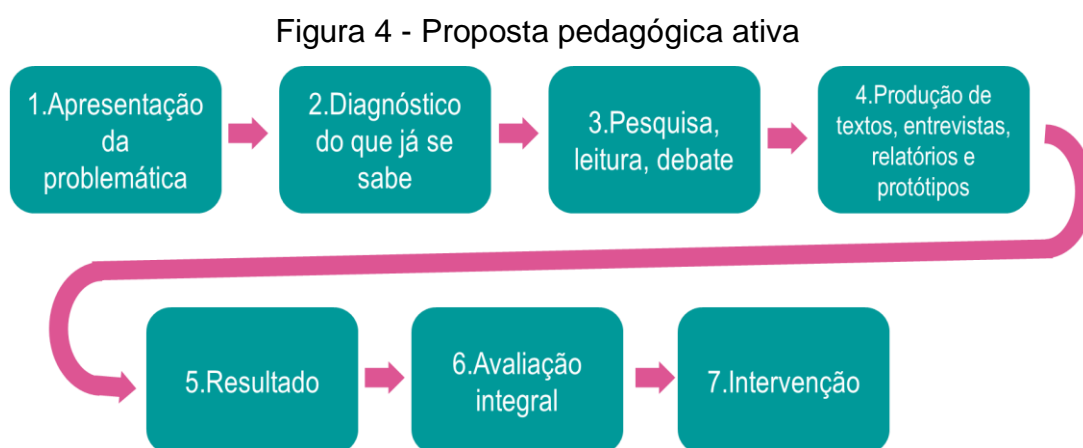 Figura 4 - Proposta pedagógica ativa
1.Apresentação
da
problemática
2.Diagnóstico
do que já se
sabe
3.Pesquisa,
leitura, debate
4.Produção de
textos, entrevistas,
relatórios e
protótipos
5.Resultado
6.Avaliação
integral
7.Intervenção